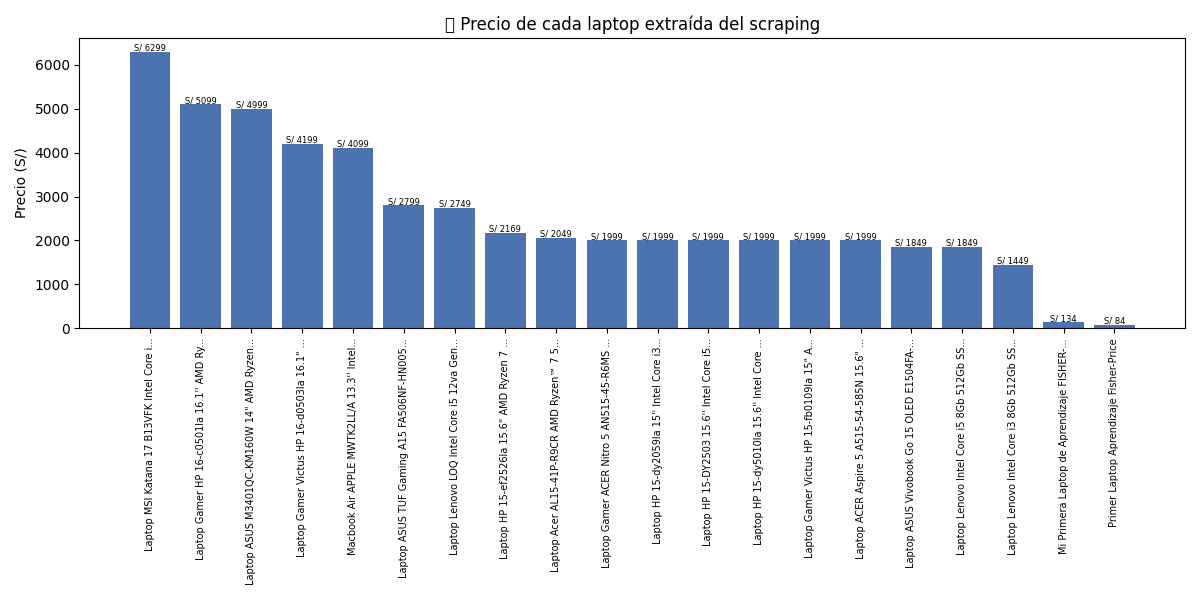 ▯ Precio de cada laptop extraída del scraping
Precio (S/)
6000
5000
4000
3000
2000
1000
0
S/ 6299
S/ 5099
S/ 4999
S/ 4199
S/ 4099
S/ 2799
S/ 2749
S/ 2169
S/ 2049
S/ 1999
S/ 1999
S/ 1999
S/ 1999
S/ 1999
S/ 1999
S/ 1849
S/ 1849
S/ 1449
S/ 134
S/ 84
Laptop MSI Katana 17 B13VFK Intel Core i...
Laptop Gamer HP 16-c0501la 16.1'' AMD Ry...
Laptop ASUS M3401QC-KM160W 14" AMD Ryzen...
Laptop Gamer Victus HP 16-d0503la 16.1" ...
Macbook Air APPLE MWTK2LL/A 13.3'' Intel...
Laptop ASUS TUF Gaming A15 FA506NF-HN005...
Laptop Lenovo LOQ Intel Core i5 12va Gen...
Laptop HP 15-ef2526la 15.6" AMD Ryzen 7 ...
Laptop Acer AL15-41P-R9CR AMD Ryzen™ 7 5...
Laptop Gamer ACER Nitro 5 AN515-45-R6MS ...
Laptop HP 15-dy2059la 15'' Intel Core i3...
Laptop HP 15-DY2503 15.6'' Intel Core i5...
Laptop HP 15-dy5010la 15.6'' Intel Core ...
Laptop Gamer Victus HP 15-fb0109la 15" A...
Laptop ACER Aspire 5 A515-54-585N 15.6" ...
Laptop ASUS Vivobook Go 15 OLED E1504FA-...
Laptop Lenovo Intel Core i5 8Gb 512Gb SS...
Laptop Lenovo Intel Core i3 8Gb 512Gb SS...
Mi Primera Laptop de Aprendizaje FISHER-...
Primer Laptop Aprendizaje Fisher-Price